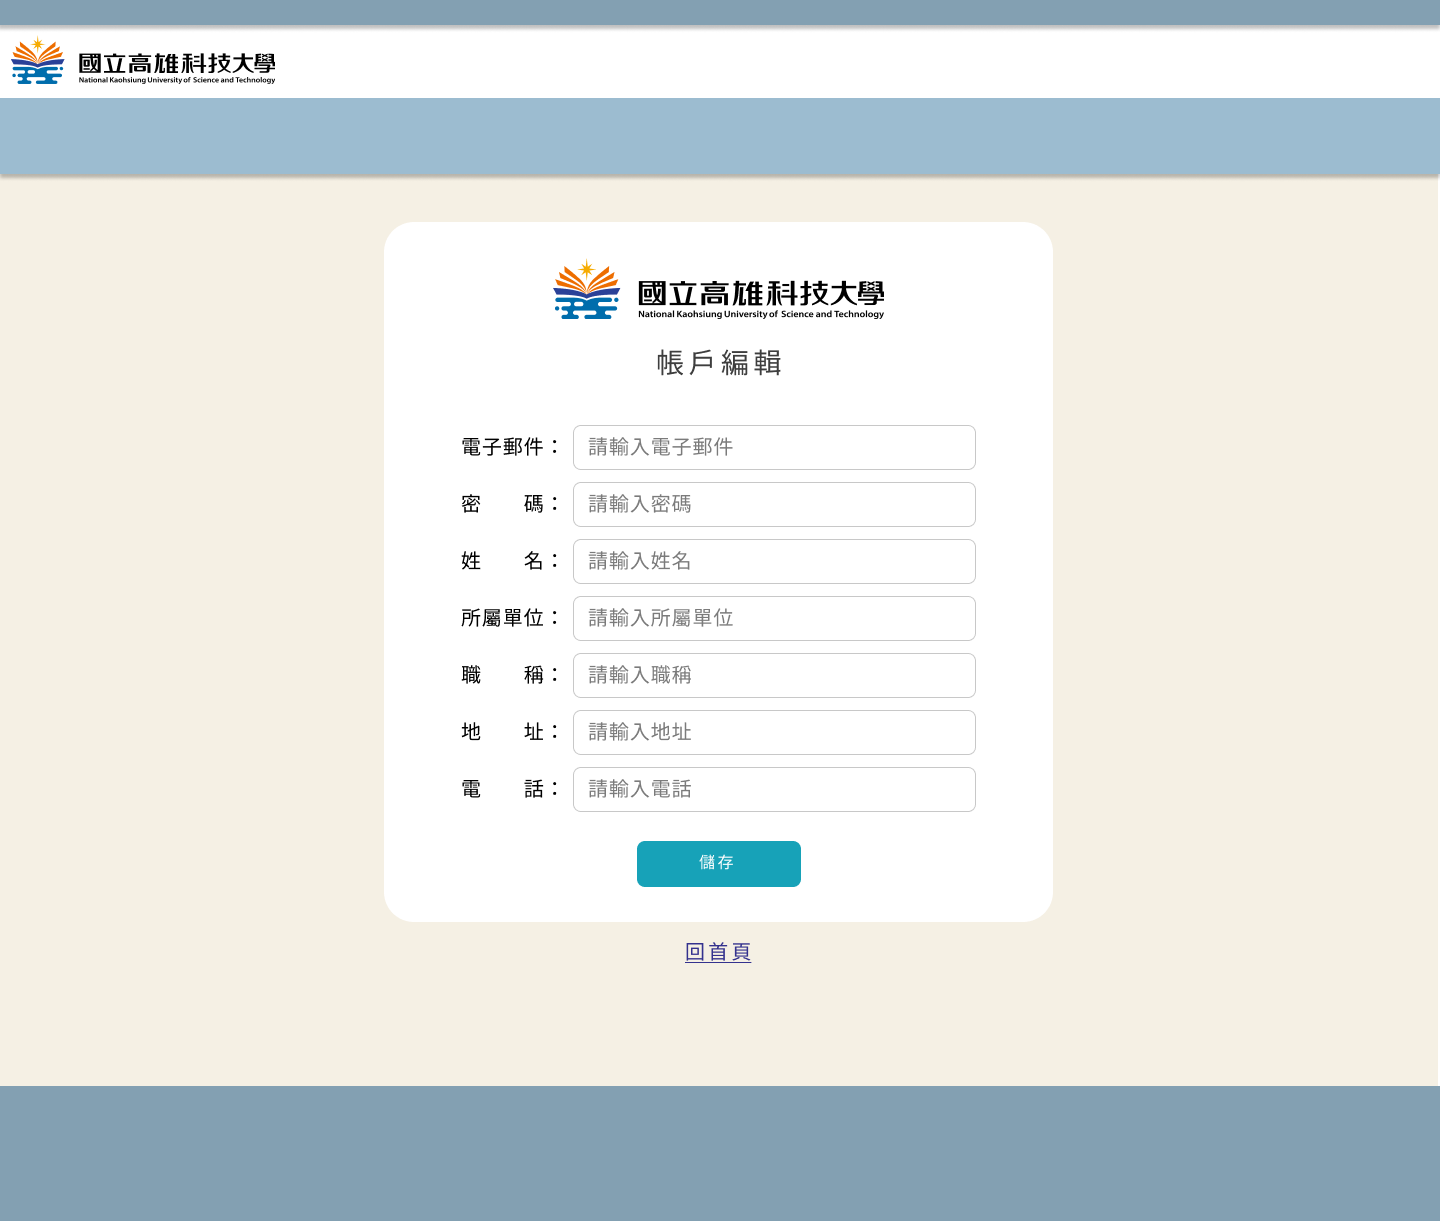 國立高雄科技大學
National Kaohsiung University of Science and Technology
國立高雄科技大學
National Kaohsiung University of Science and Technology
帳戶編輯
電子郵件： 請輸入電子郵件
密　　碼： 請輸入密碼
姓　　名： 請輸入姓名
所屬單位： 請輸入所屬單位
職　　稱： 請輸入職稱
地　　址： 請輸入地址
電　　話： 請輸入電話
儲存
回首頁